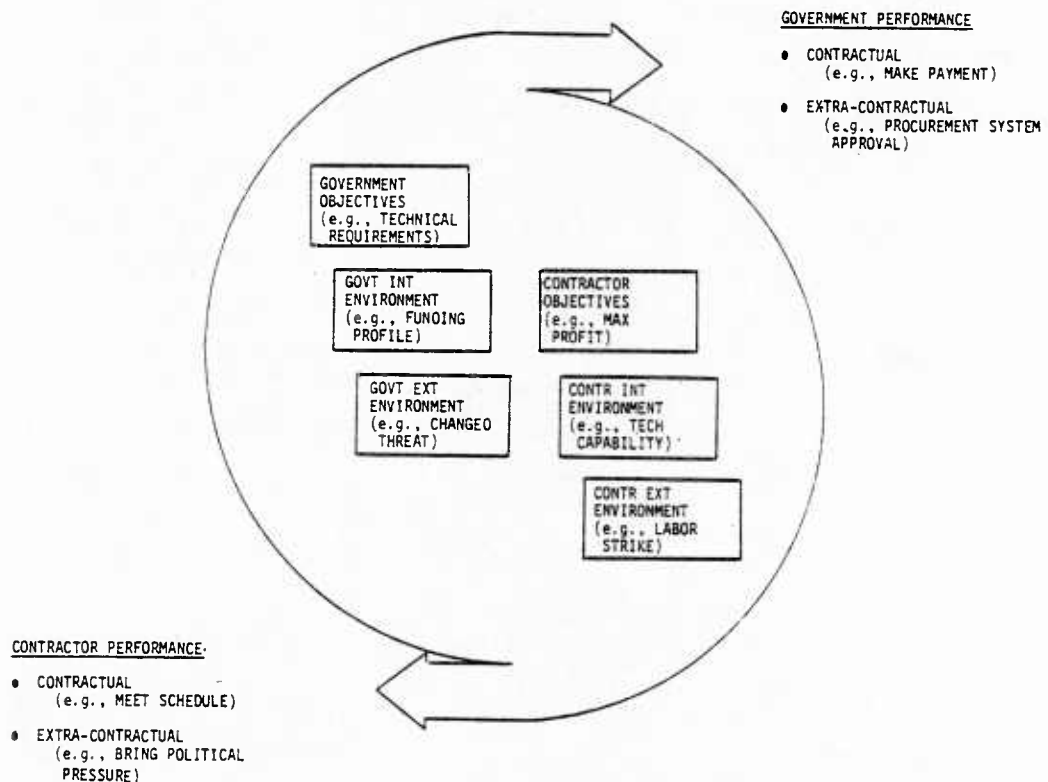 GOVERNMENT PERFORMANCE
• CONTRACTUAL
(e.g., MAKE PAYMENT)
• EXTRA-CONTRACTUAL
(e.g., PROCUREMENT SYSTEM
APPROVAL)
GOVERNMENT
OBJECTIVES
(e.g., TECHNICAL
REQUIREMENTS)
GOVT INT
ENVIRONMENT
(e.g., FUNOING
PROFILE)
CONTRACTOR
OBJECTIVES
(e.g., MAX
PROFIT)
GOVT EXT
ENVIRONMENT
(e.g., CHANGEO
THREAT)
CONTR INT
ENVIRONMENT
(e.g., TECH
CAPABILITY)
CONTR EXT
ENVIRONMENT
(e.g., LABOR
STRIKE)
CONTRACTOR PERFORMANCE
• CONTRACTUAL
(e.g., MEET SCHEDULE)
• EXTRA-CONTRACTUAL
(e.g., BRING POLITICAL
PRESSURE)